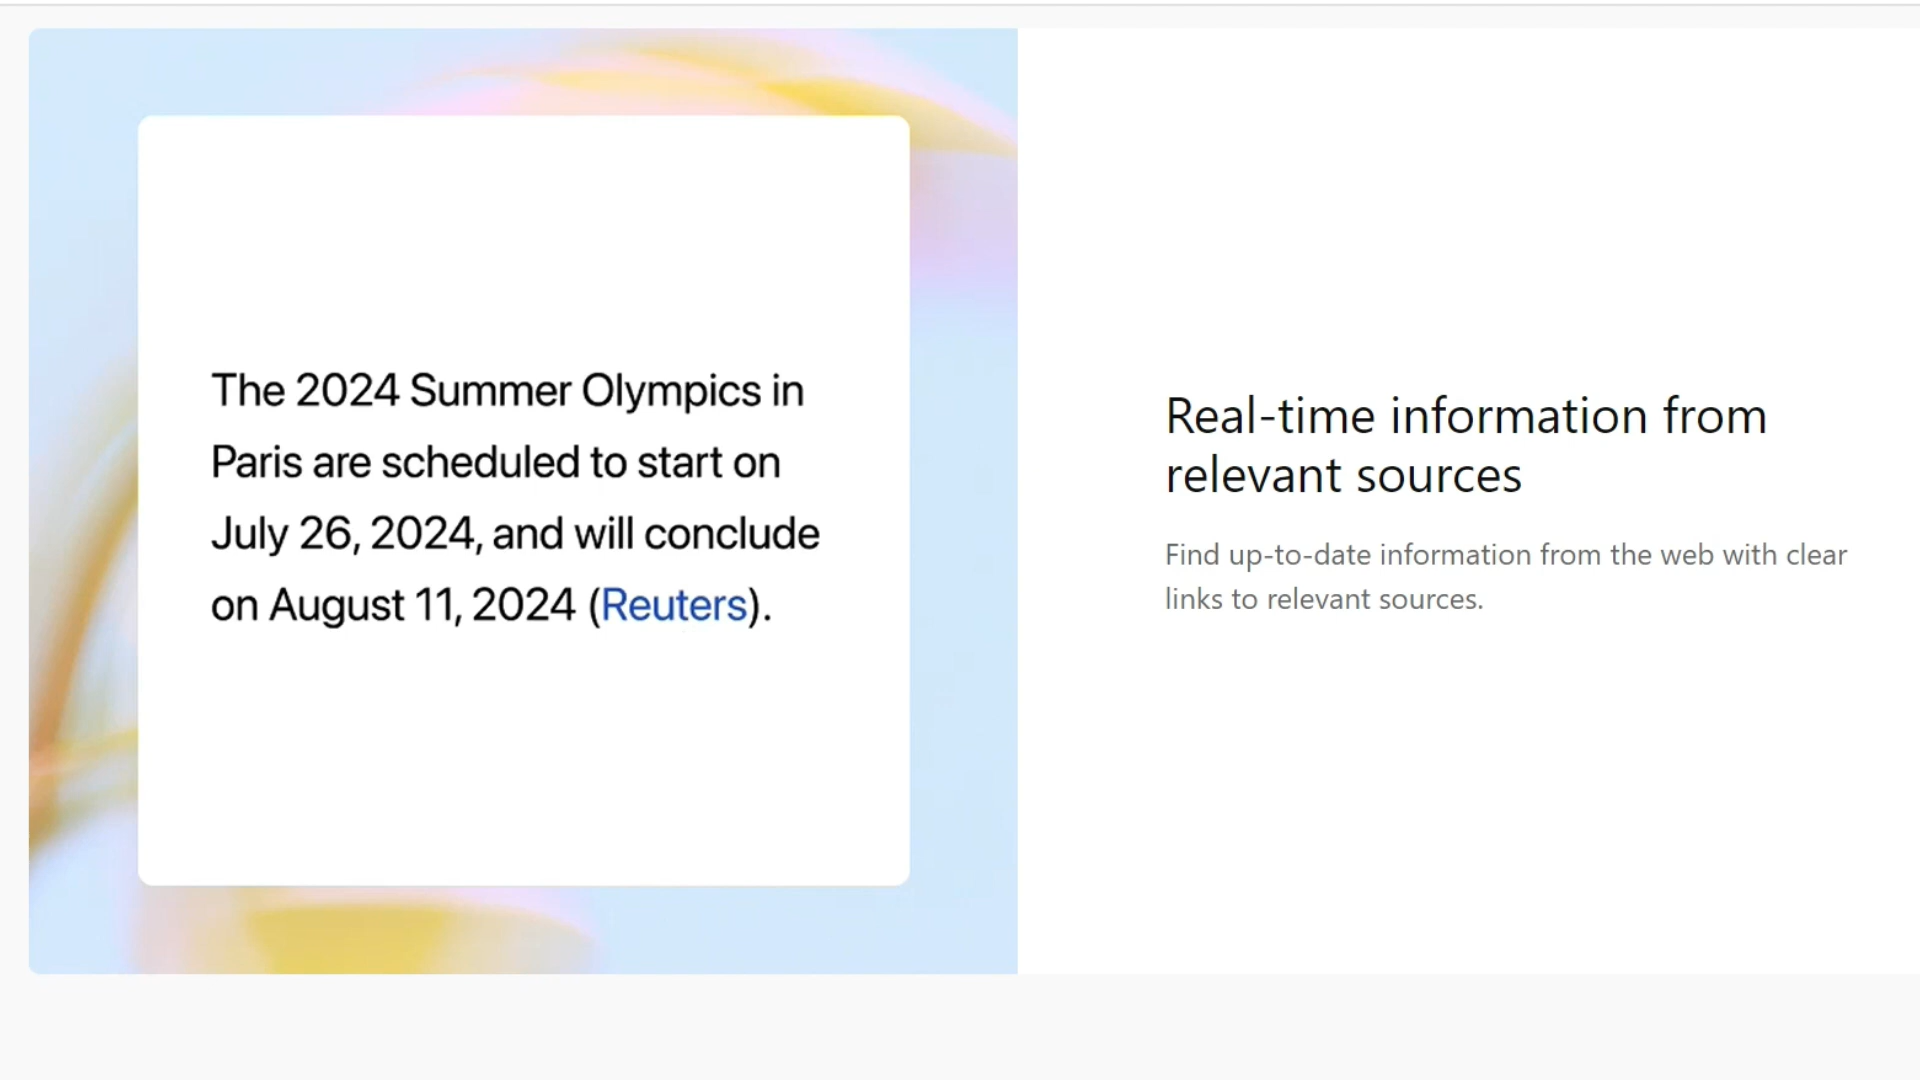 The 2024 Summer Olympics in
Paris are scheduled to start on
July 26, 2024, and will conclude
on August 11, 2024 (Reuters).
Real-time information from
relevant sources
Find up-to-date information from the web with clear
links to relevant sources.